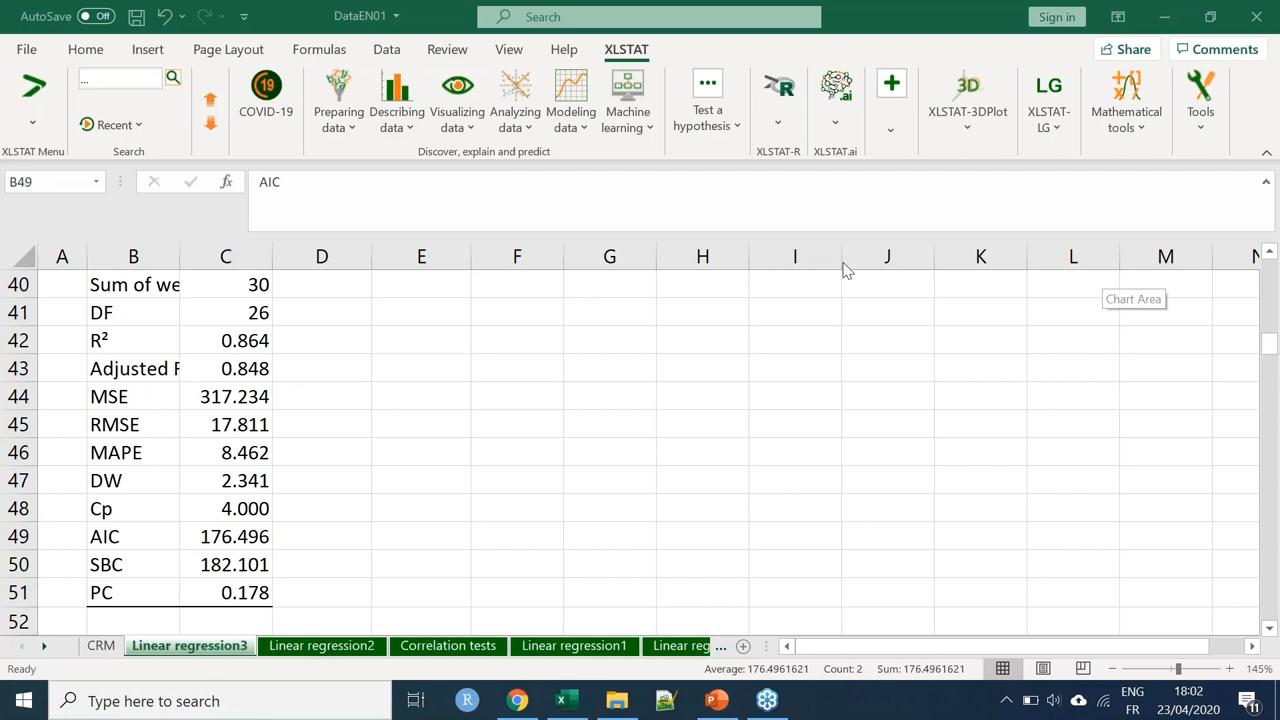 AutoSave Off DataEN01 Search Sign in
File Home Insert Page Layout Formulas Data Review View Help XLSTAT Share Comments
... 19 3D LG
Recent COVID-19 Preparing data Describing data Visualizing data Analyzing data Modeling data Machine learning Test a hypothesis R .ai XLSTAT-3DPlot XLSTAT-LG Mathematical tools Tools
XLSTAT Menu Search Discover, explain and predict XLSTAT-R XLSTAT.ai
B49 fx AIC
A B C D E F G H I J K L M N
40 Sum of we 30
Chart Area
41 DF 26
42 R² 0.864
43 Adjusted R 0.848
44 MSE 317.234
45 RMSE 17.811
46 MAPE 8.462
47 DW 2.341
48 Cp 4.000
49 AIC 176.496
50 SBC 182.101
51 PC 0.178
52
CRM Linear regression3 Linear regression2 Correlation tests Linear regression1 Linear reg ...
Ready Average: 176.4961621 Count: 2 Sum: 176.4961621 145%
Type here to search R ENG 18:02
FR 23/04/2020 11